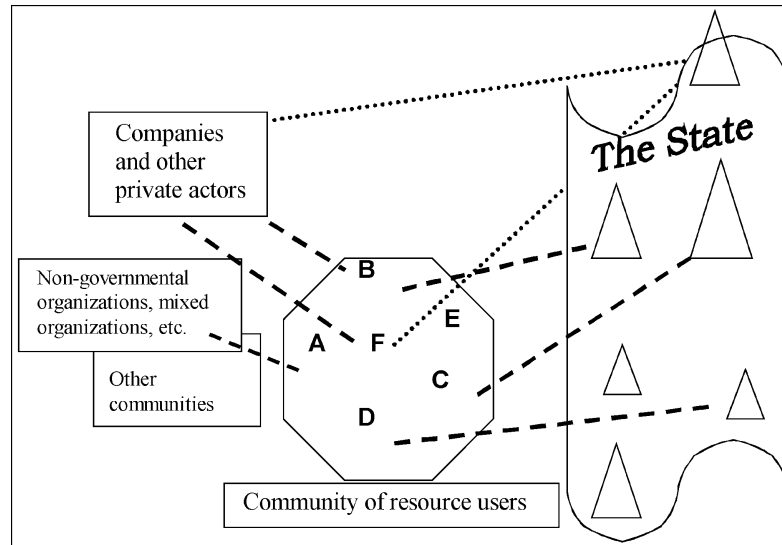 The State
Companies
and other
private actors
B
Non-governmental
organizations, mixed
organizations, etc.
E
A
F
Other
communities
C
D
Community of resource users